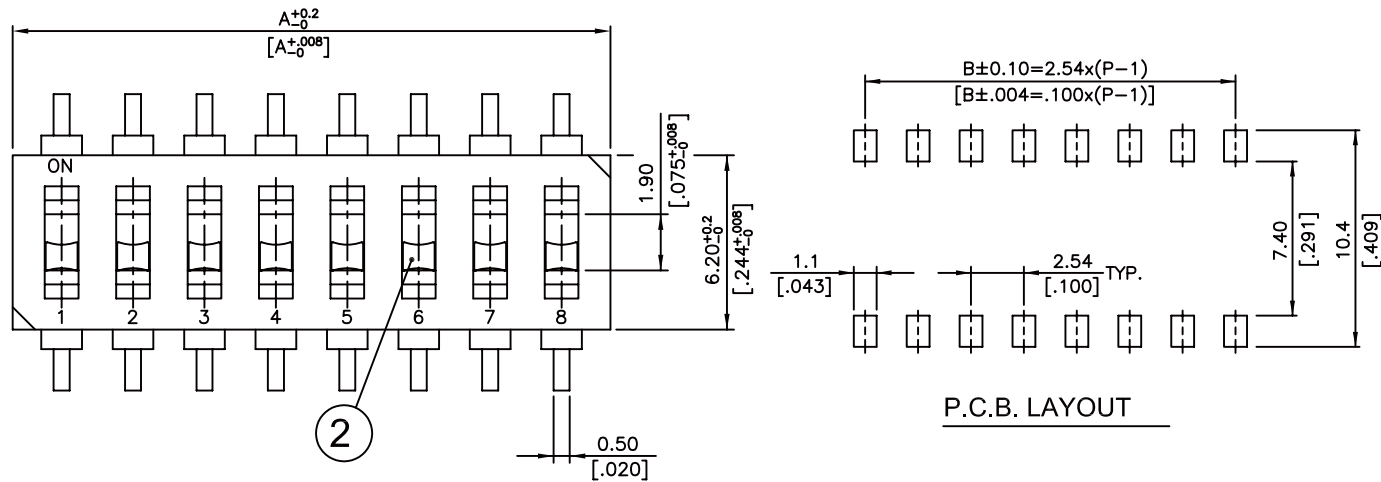 A+0.2 -0
[A+.008 -0]
ON
1 2 3 4 5 6 7 8
1.90
[.075+.008 -0]
6.20+0.2 -0
[.244+.008 -0]
2
0.50
[.020]
B±0.10=2.54x(P-1)
[B±.004=.100x(P-1)]
1.1
[.043]
2.54 TYP.
[.100]
7.40
[.291]
10.4
[.409]
P.C.B. LAYOUT